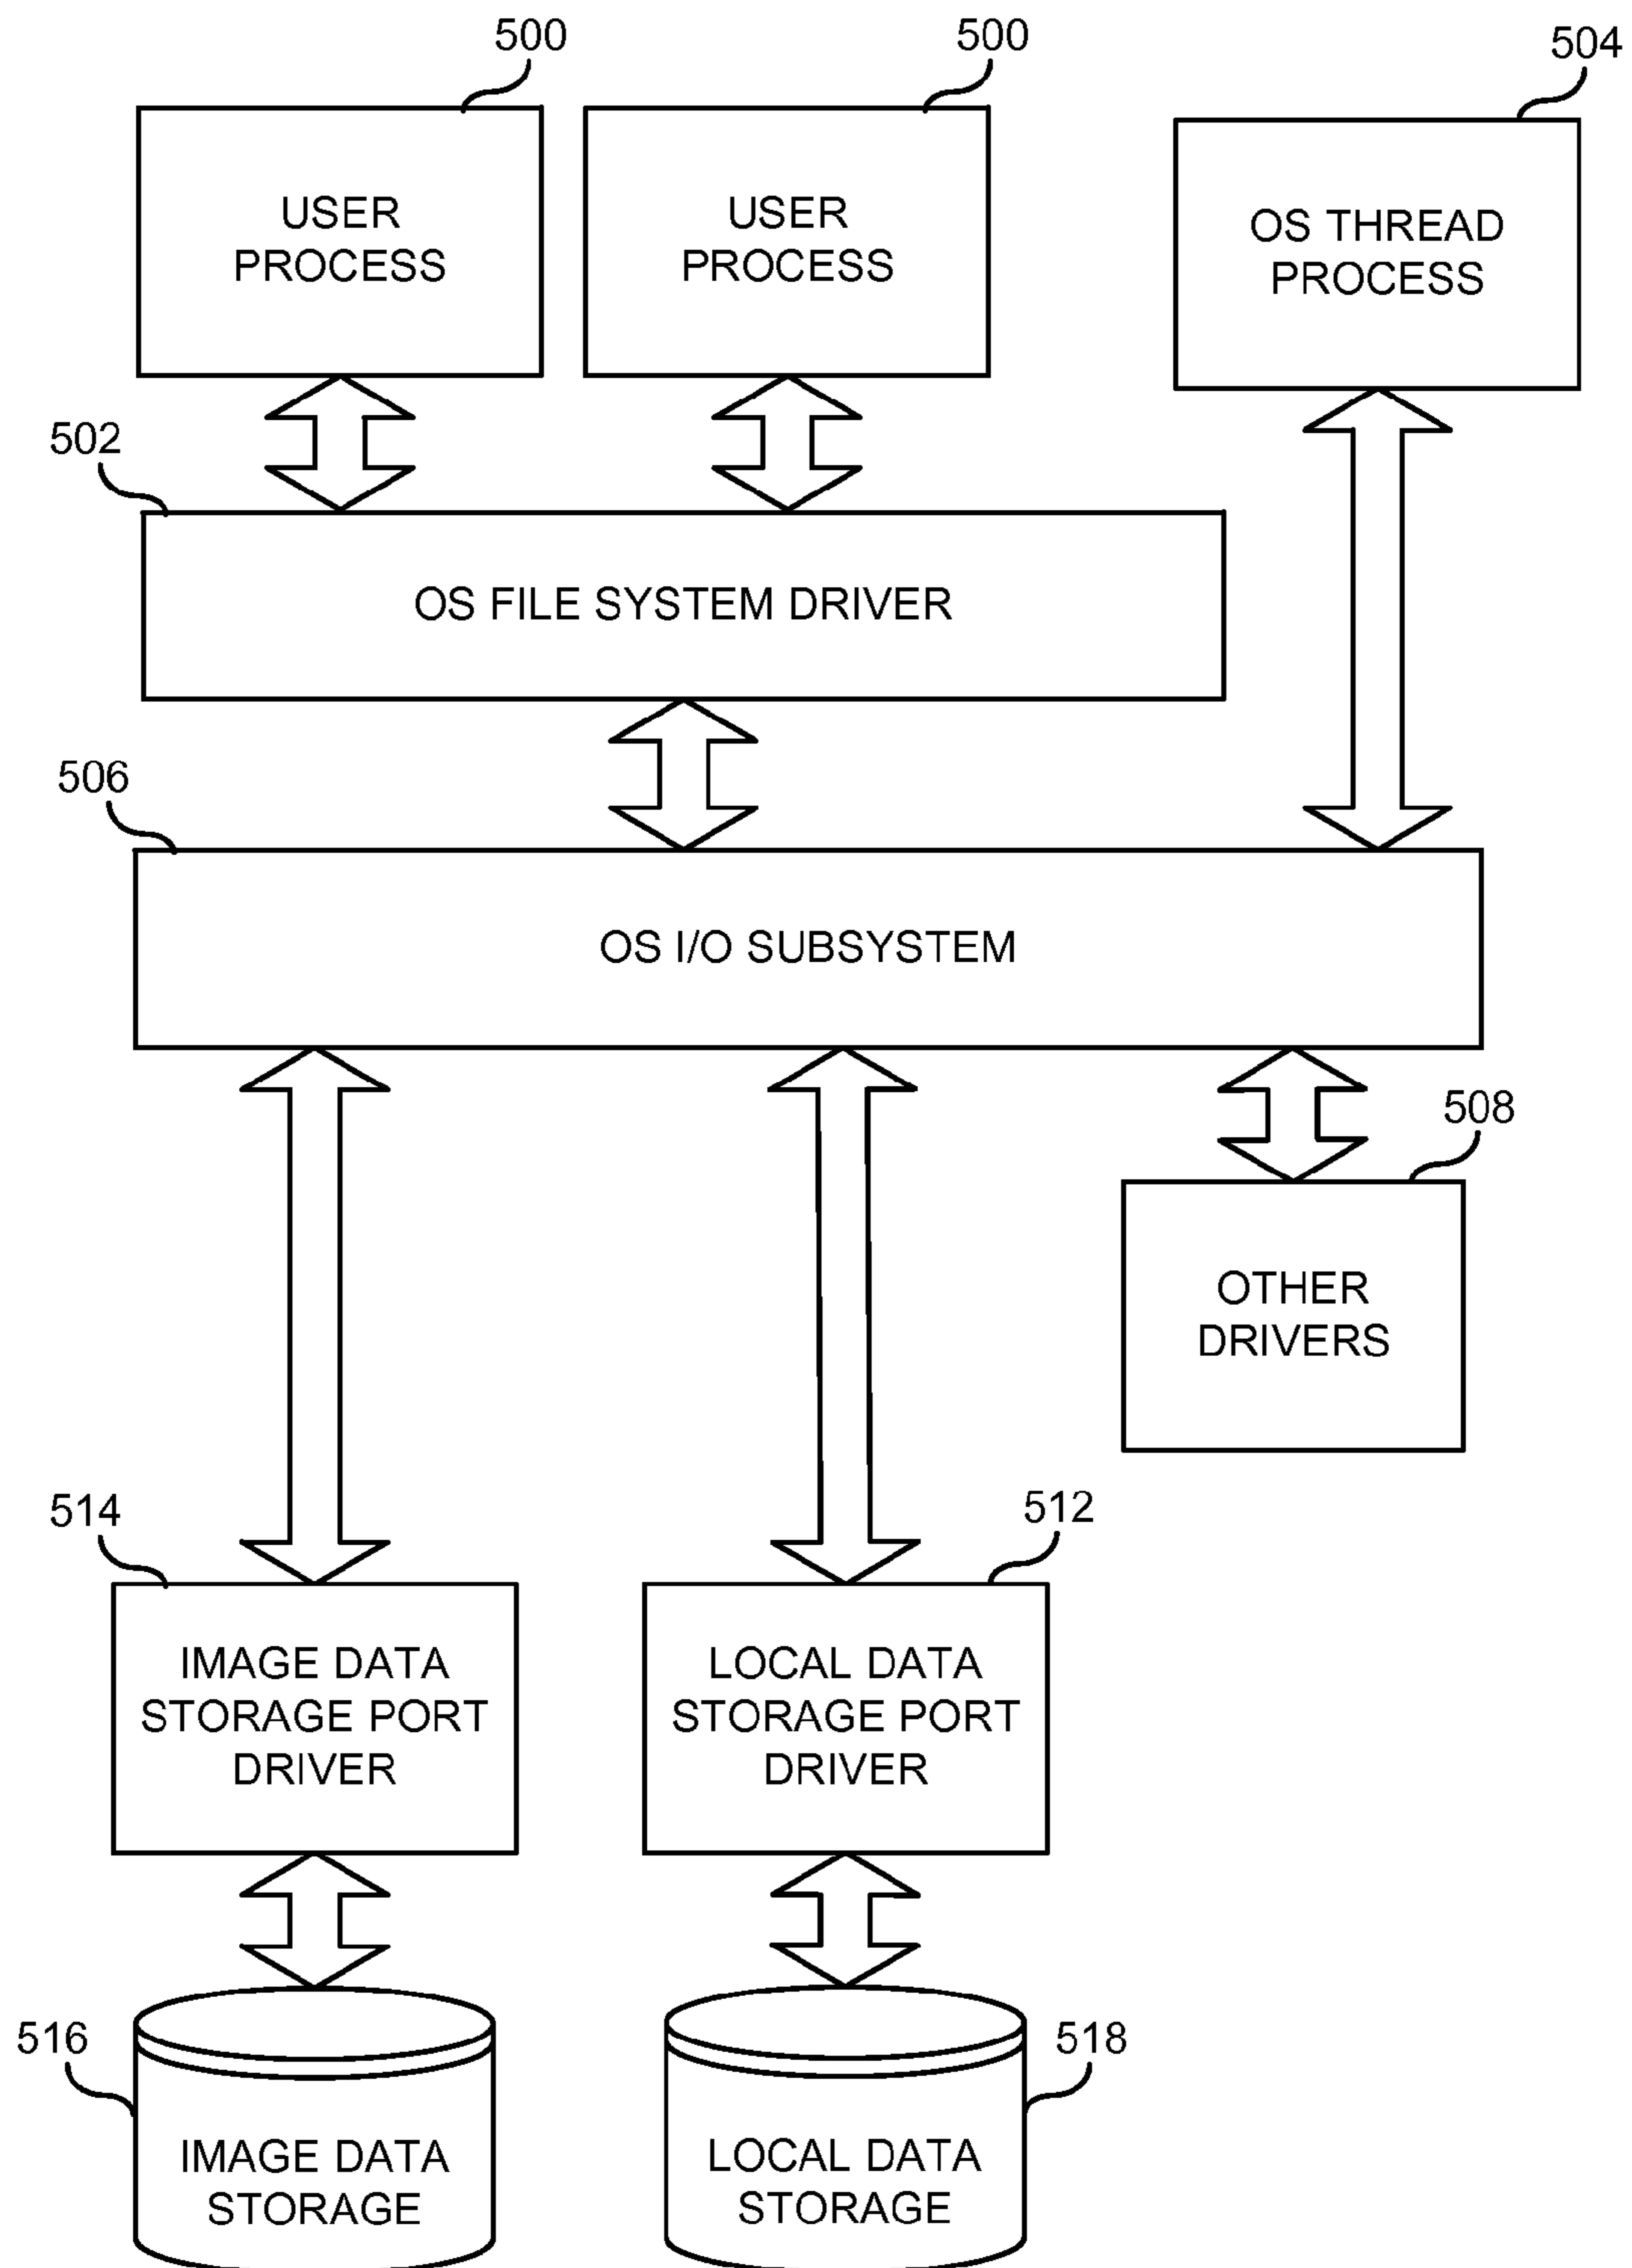 500
500
504
USER
PROCESS
USER
PROCESS
OS THREAD
PROCESS
502
OS FILE SYSTEM DRIVER
506
OS I/O SUBSYSTEM
508
OTHER
DRIVERS
514
512
IMAGE DATA
STORAGE PORT
DRIVER
LOCAL DATA
STORAGE PORT
DRIVER
516
518
IMAGE DATA
STORAGE
LOCAL DATA
STORAGE